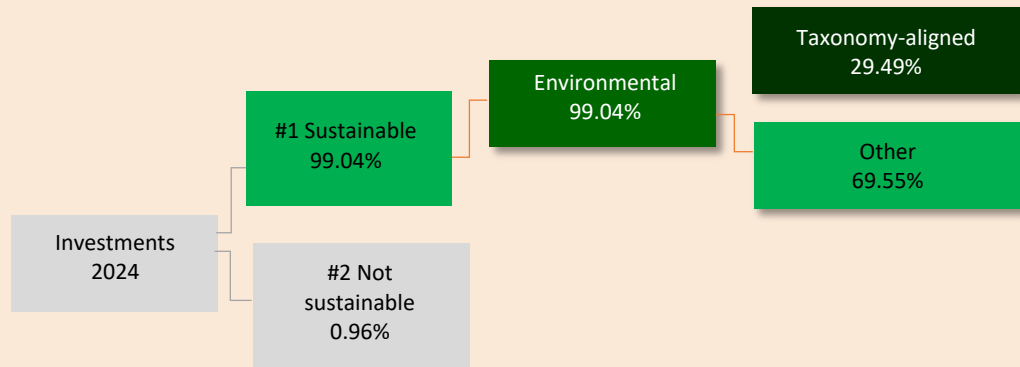 Investments
2024
#1 Sustainable
99.04%
#2 Not
sustainable
0.96%
Environmental
99.04%
Taxonomy-aligned
29.49%
Other
69.55%